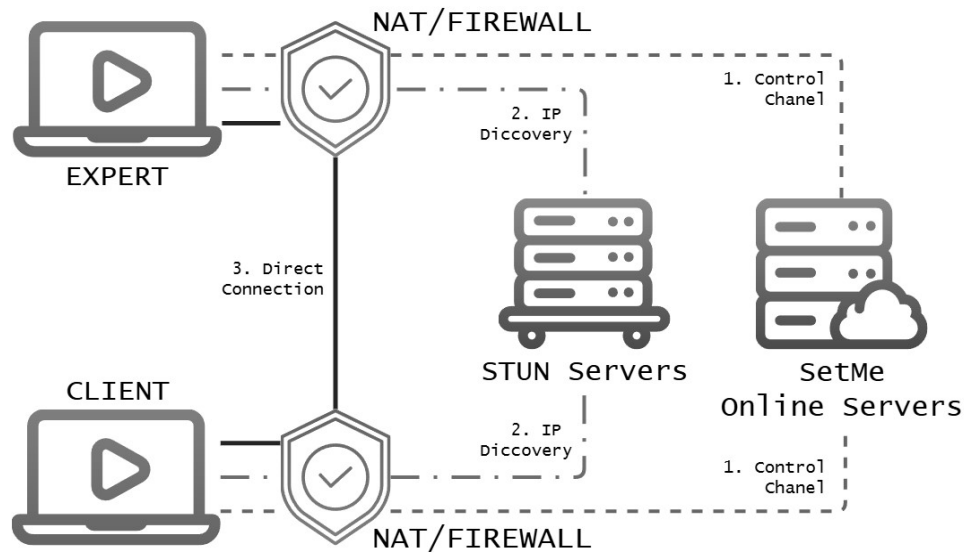 NAT/FIREWALL
1. Control
Chanel
2. IP
Diccovery
EXPERT
3. Direct
Connection
STUN Servers
SetMe
Online Servers
CLIENT
2. IP
Diccovery
1. Control
Chanel
NAT/FIREWALL